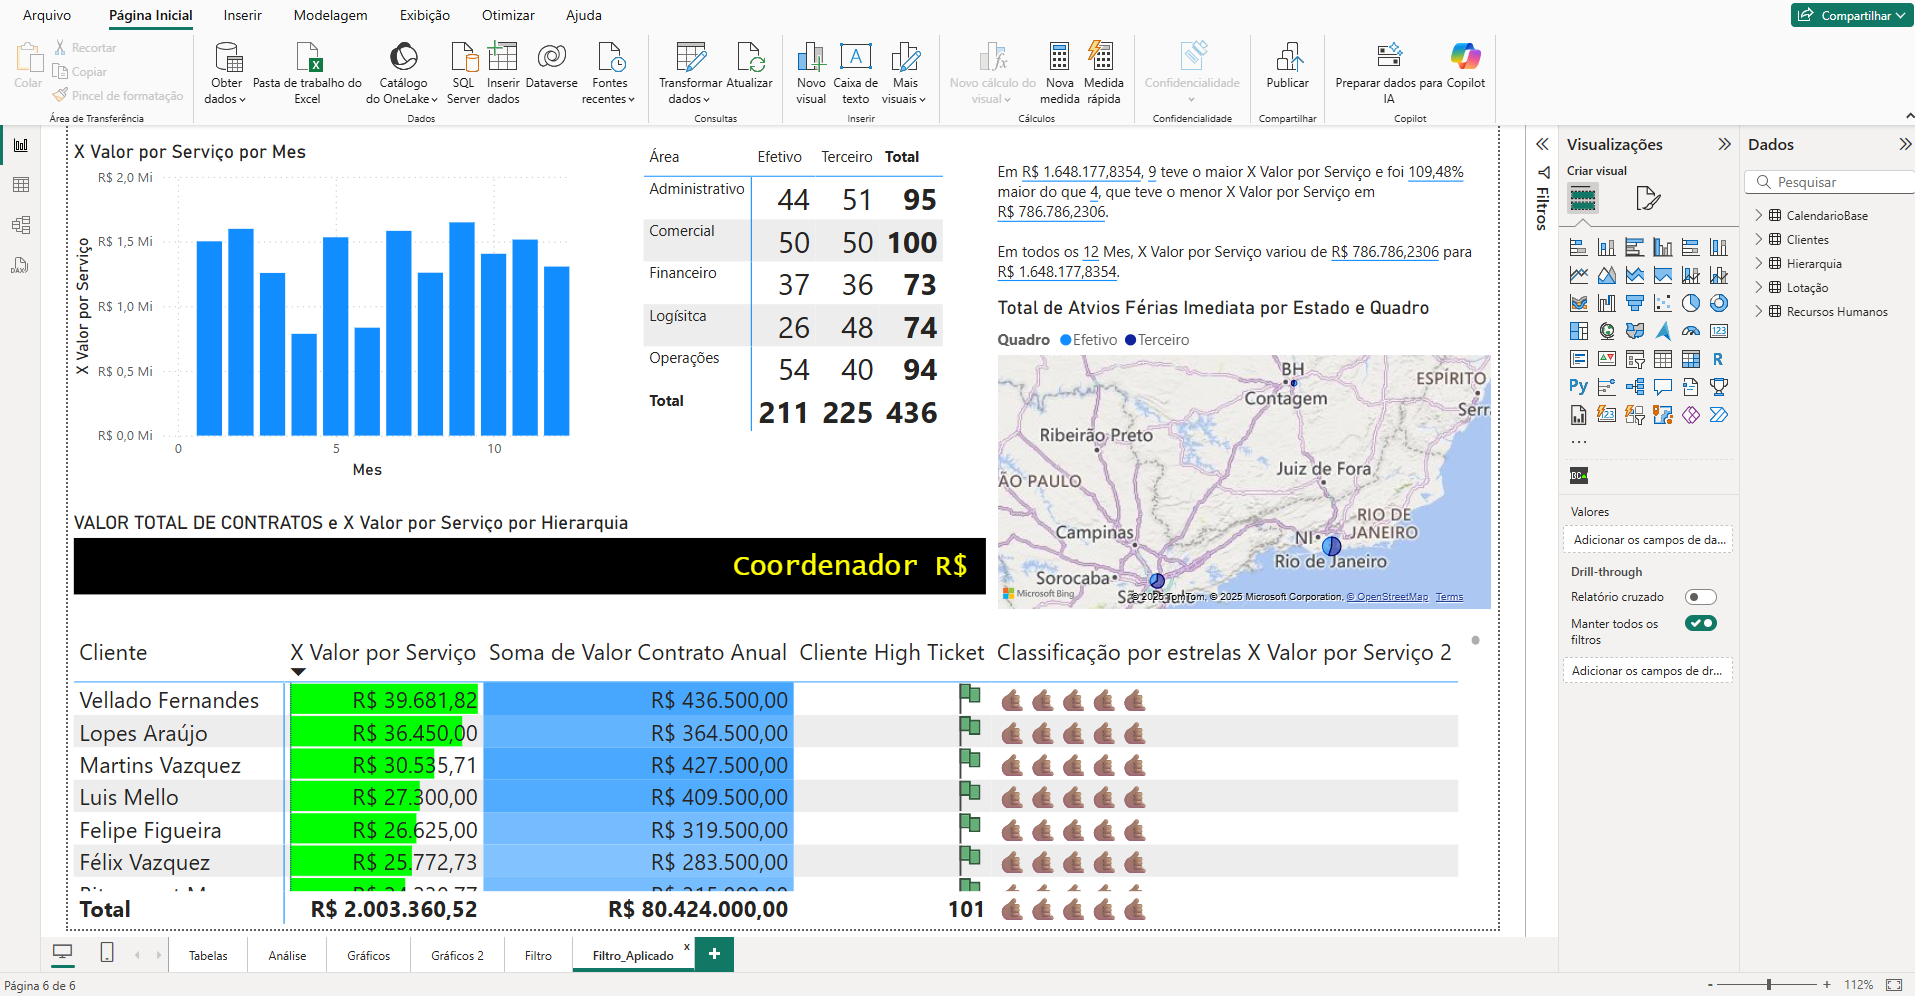 Arquivo Página Inicial Inserir Modelagem Exibição Otimizar Ajuda Compartilhar
Colar
Recortar
Copiar
Pincel de formatação
Área de Transferência
Obter dados
Pasta de trabalho do Excel
Catálogo do OneLake
SQL Server
Inserir dados
Dataverse
Fontes recentes
Dados
Transformar dados
Atualizar
Consultas
Novo visual
Caixa de texto
Mais visuais
Inserir
Novo cálculo do visual
Nova medida
Medida rápida
Cálculos
Confidencialidade
Confidencialidade
Publicar
Compartilhar
Preparar dados para IA
Copilot
Copilot
X Valor por Serviço por Mes
R$ 2,0 Mi
R$ 1,5 Mi
R$ 1,0 Mi
R$ 0,5 Mi
R$ 0,0 Mi
X Valor por Serviço
0 5 10
Mes
Área Efetivo Terceiro Total
Administrativo 44 51 95
Comercial 50 50 100
Financeiro 37 36 73
Logísitca 26 48 74
Operações 54 40 94
Total 211 225 436
Em R$ 1.648.177,8354, 9 teve o maior X Valor por Serviço e foi 109,48%
maior do que 4, que teve o menor X Valor por Serviço em
R$ 786.786,2306.
Em todos os 12 Mes, X Valor por Serviço variou de R$ 786.786,2306 para
R$ 1.648.177,8354.
Total de Atvios Férias Imediata por Estado e Quadro
Quadro Efetivo Terceiro
BH
Contagem
ESPÍRITO
Serra
Ribeirão Preto
Juiz de Fora
ÃO PAULO
RIO DE JANEIRO
Campinas
NI
Rio de Janeiro
Sorocaba
São Paulo
Microsoft Bing
© 2025 TomTom, © 2025 Microsoft Corporation, © OpenStreetMap Terms
VALOR TOTAL DE CONTRATOS e X Valor por Serviço por Hierarquia
Coordenador R$
Cliente X Valor por Serviço Soma de Valor Contrato Anual Cliente High Ticket Classificação por estrelas X Valor por Serviço 2
Vellado Fernandes R$ 39.681,82 R$ 436.500,00
Lopes Araújo R$ 36.450,00 R$ 364.500,00
Martins Vazquez R$ 30.535,71 R$ 427.500,00
Luis Mello R$ 27.300,00 R$ 409.500,00
Felipe Figueira R$ 26.625,00 R$ 319.500,00
Félix Vazquez R$ 25.772,73 R$ 283.500,00
Total R$ 2.003.360,52 R$ 80.424.000,00 101
Filtros
Visualizações
Criar visual
123
R
Py
Valores
Adicionar os campos de da...
Drill-through
Relatório cruzado
Manter todos os filtros
Adicionar os campos de dr...
Dados
Pesquisar
CalendarioBase
Clientes
Hierarquia
Lotação
Recursos Humanos
Tabelas Análise Gráficos Gráficos 2 Filtro Filtro_Aplicado x +
Página 6 de 6
- + 112%